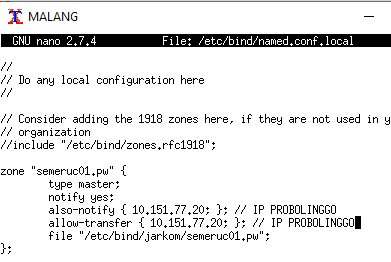 MALANG
GNU nano 2.7.4 File: /etc/bind/named.conf.local
//
// Do any local configuration here
//
// Consider adding the 1918 zones here, if they are not used in y
// organization
//include "/etc/bind/zones.rfc1918";
zone "semeruc01.pw" {
type master;
notify yes;
also-notify { 10.151.77.20; }; // IP PROBOLINGGO
allow-transfer { 10.151.77.20; }; // IP PROBOLINGGO
file "/etc/bind/jarkom/semeruc01.pw";
};